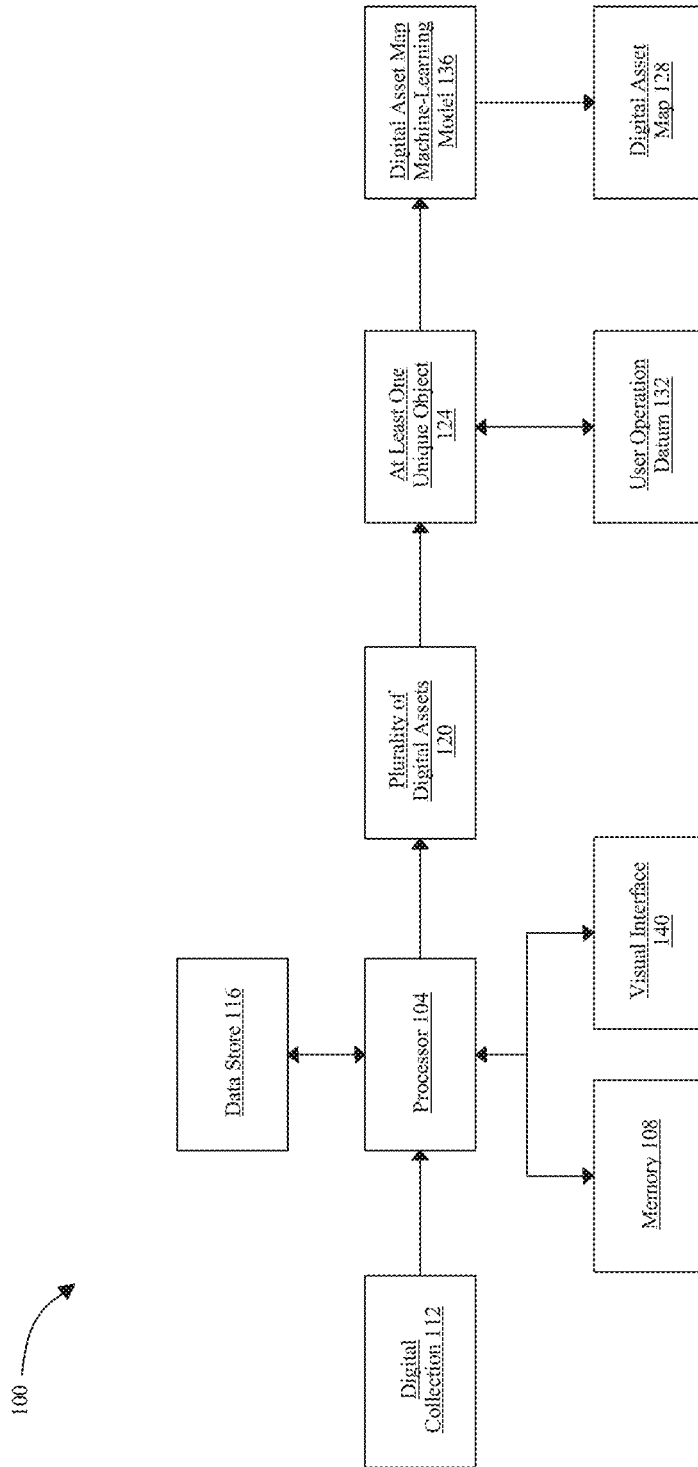 100
Data Store 116
Digital
Collection 112
Processor 104
Plurality of
Digital Assets
120
At Least One
Unique Object
124
Digital Asset Map
Machine-Learning
Model 136
Memory 108
Visual Interface
140
User Operation
Datum 132
Digital Asset
Map 128